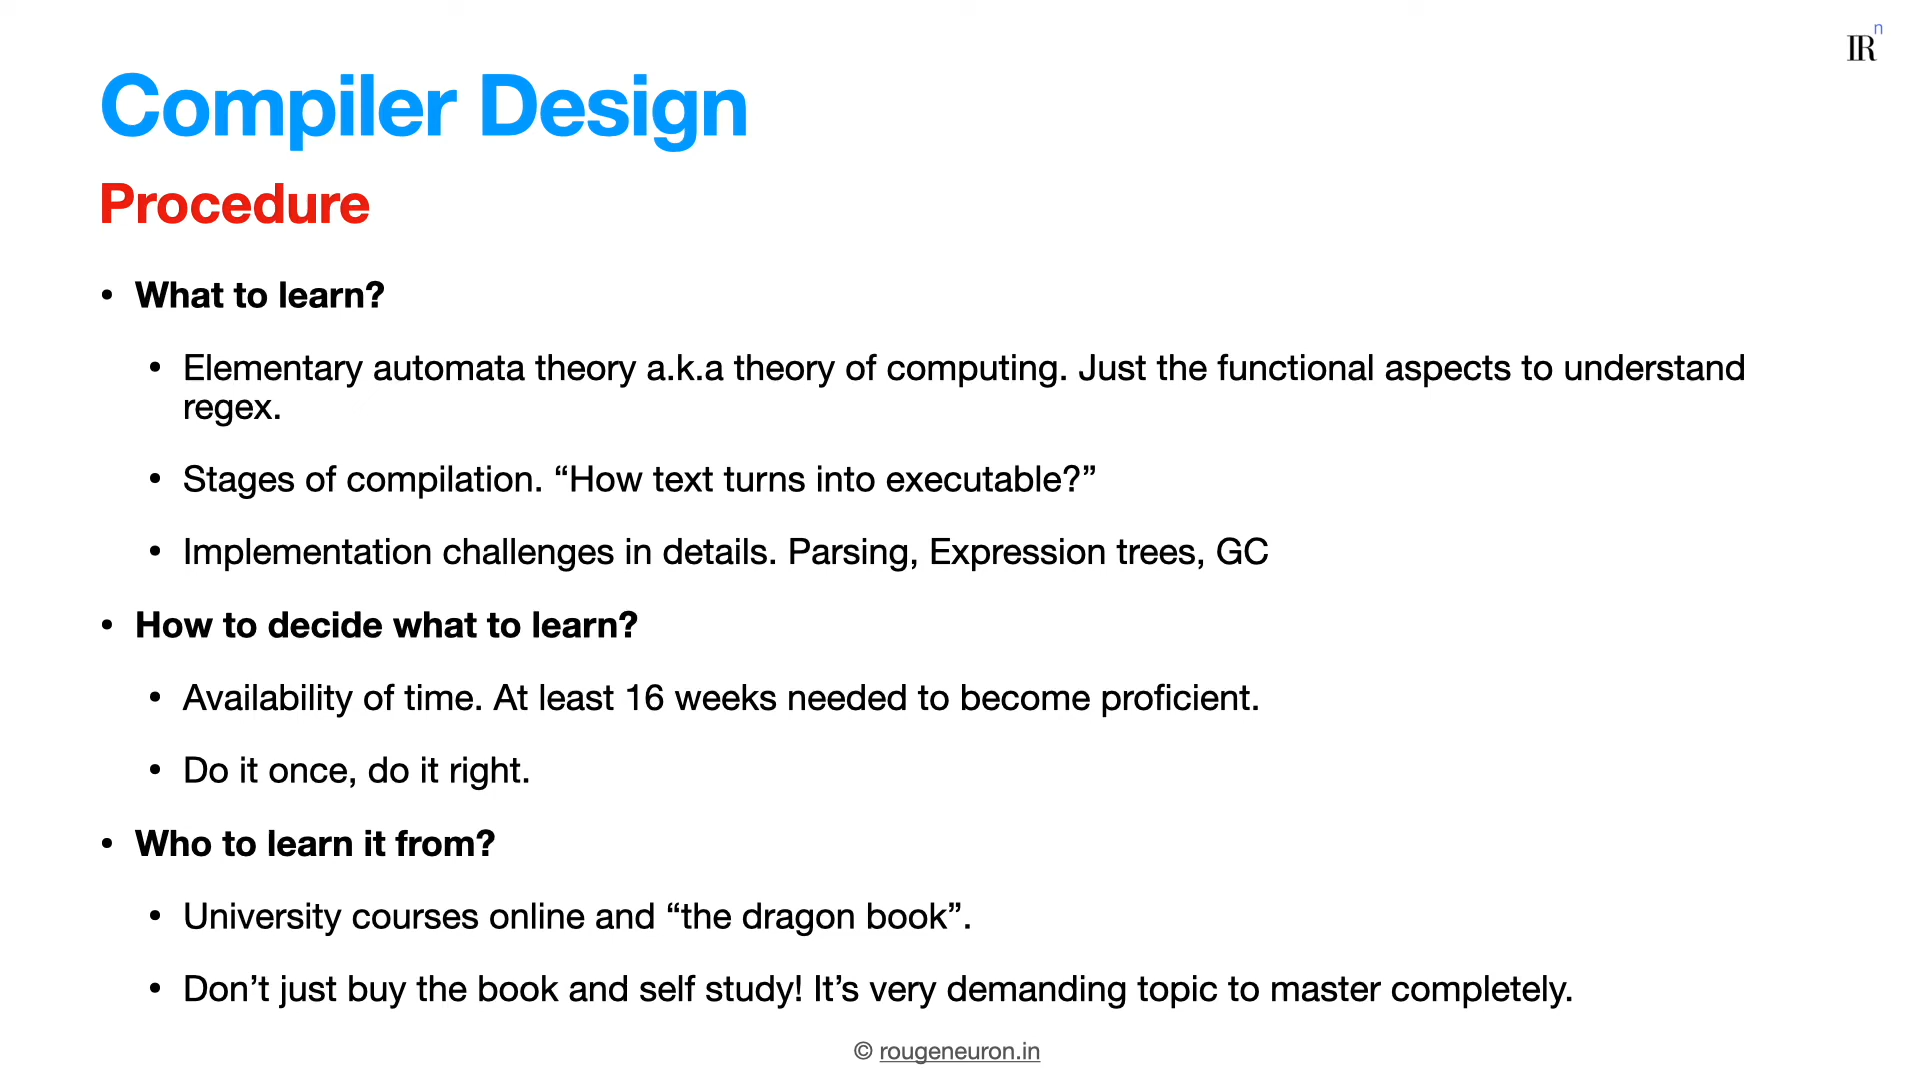 IRⁿ
Compiler Design
Procedure
• What to learn?
• Elementary automata theory a.k.a theory of computing. Just the functional aspects to understand
regex.
• Stages of compilation. “How text turns into executable?”
• Implementation challenges in details. Parsing, Expression trees, GC
• How to decide what to learn?
• Availability of time. At least 16 weeks needed to become proficient.
• Do it once, do it right.
• Who to learn it from?
• University courses online and “the dragon book”.
• Don’t just buy the book and self study! It’s very demanding topic to master completely.
© rougeneuron.in